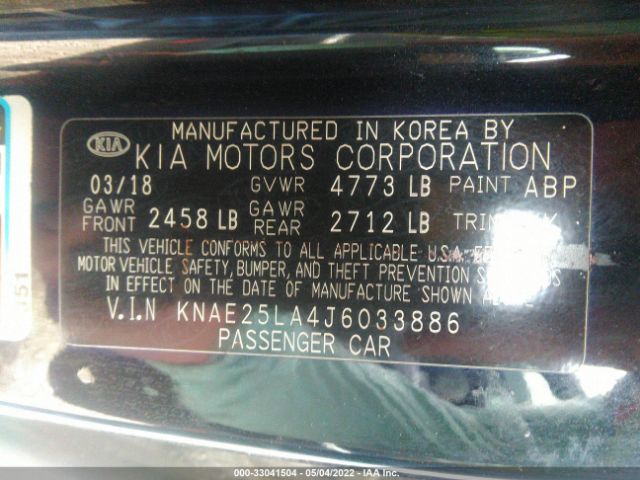 MANUFACTURED IN KOREA BY
KIA KIA MOTORS CORPORATION
03/18 GVWR 4773 LB PAINT ABP
GAWR FRONT 2458 LB GAWR REAR 2712 LB TRIM
THIS VEHICLE CONFORMS TO ALL APPLICABLE U.S.A.
MOTOR VEHICLE SAFETY, BUMPER, AND THEFT PREVENTION
IN EFFECT ON THE DATE OF MANUFACTURE SHOWN
V.I.N KNAE25LA4J6033886
PASSENGER CAR
151
000-33041504 - 05/04/2022 - IAA Inc.